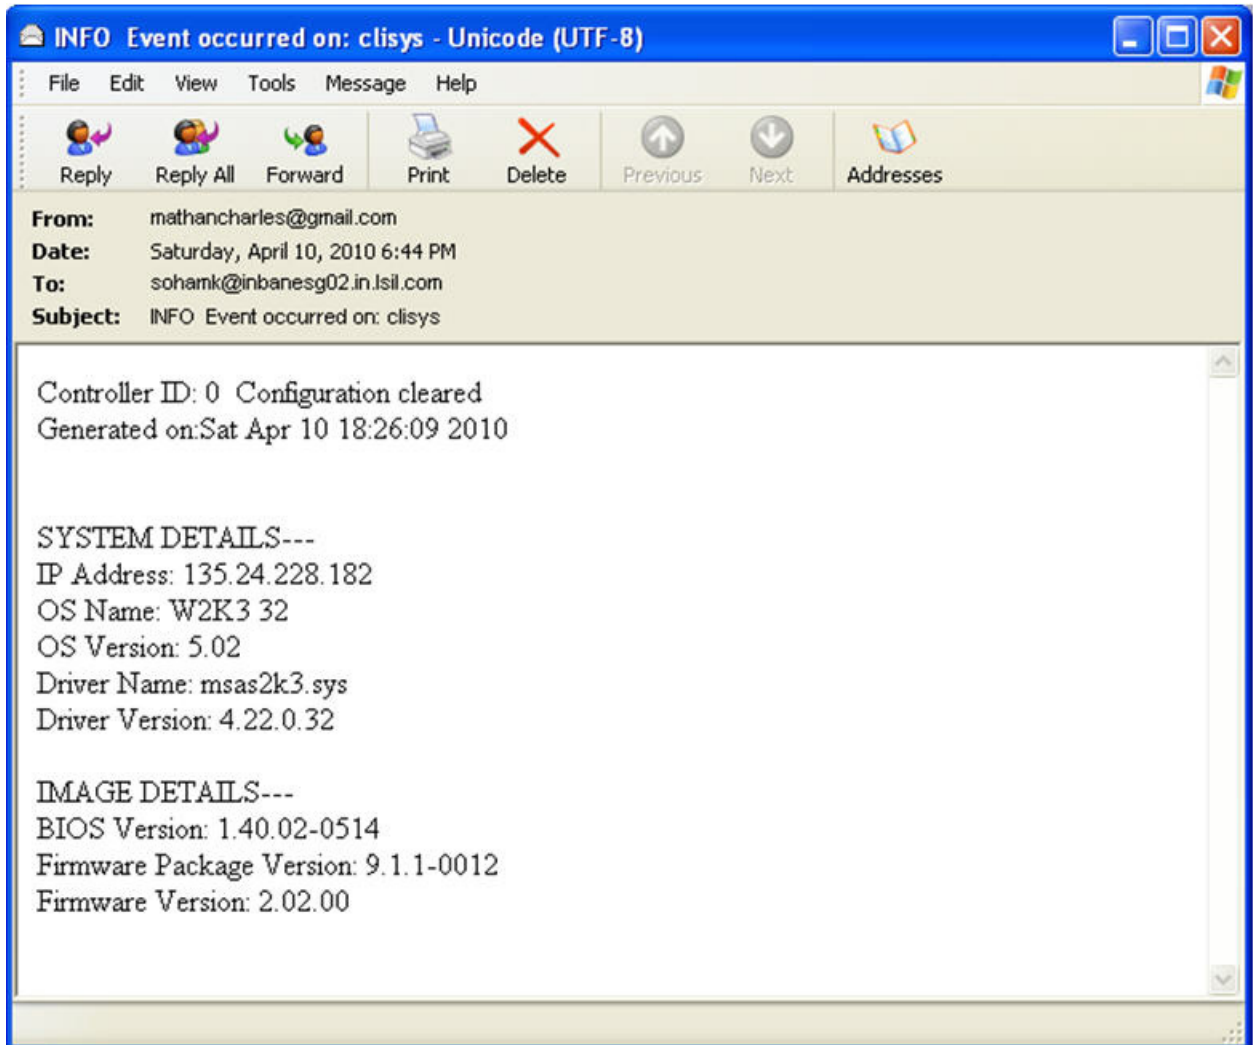 INFO  Event occurred on: clisys - Unicode (UTF-8)
File Edit View Tools Message Help
Reply Reply All Forward Print Delete Previous Next Addresses
From: mathancharles@gmail.com
Date: Saturday, April 10, 2010 6:44 PM
To: sohamk@inbanesg02.in.lsil.com
Subject: INFO  Event occurred on: clisys
Controller ID: 0  Configuration cleared
Generated on:Sat Apr 10 18:26:09 2010
SYSTEM DETAILS---
IP Address: 135.24.228.182
OS Name: W2K3 32
OS Version: 5.02
Driver Name: msas2k3.sys
Driver Version: 4.22.0.32
IMAGE DETAILS---
BIOS Version: 1.40.02-0514
Firmware Package Version: 9.1.1-0012
Firmware Version: 2.02.00